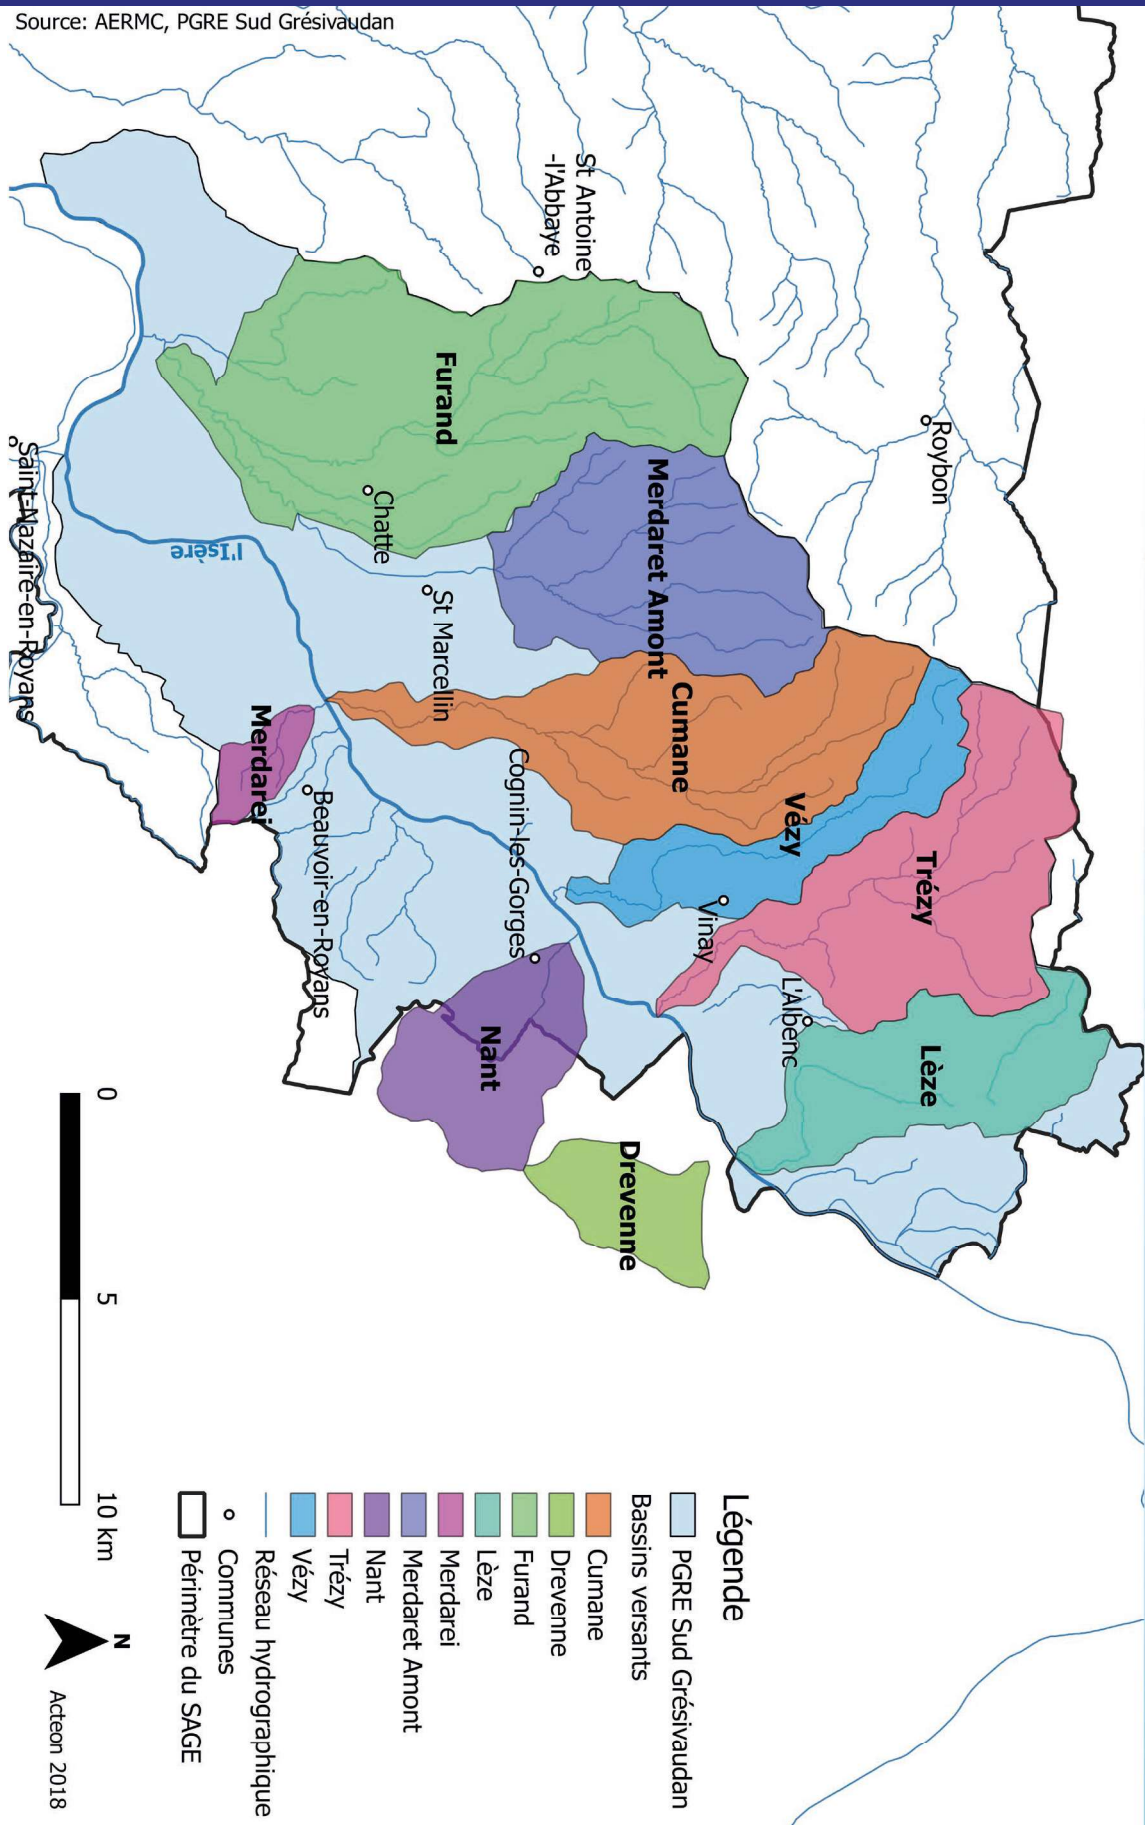 Source: AERMC, PGRE Sud Grésivaudan
St Antoine
-l'Abbaye
Roybon
Furand
Merdaret Amont
Chatte
St Marcellin
l'Isère
Saint-Nazaire-en-Royans
Cumane
Vézy
Trézy
Merdarei
Cognin-les-Gorges
Beauvoir-en-Royans
Vinay
L'Albenc
Lèze
Nant
Drevenne
Légende
PGRE Sud Grésivaudan
Bassins versants
Cumane
Drevenne
Furand
Lèze
Merdarei
Merdaret Amont
Nant
Trézy
Vézy
Réseau hydrographique
Communes
Périmètre du SAGE
0
5
10 km
N
Acteon 2018